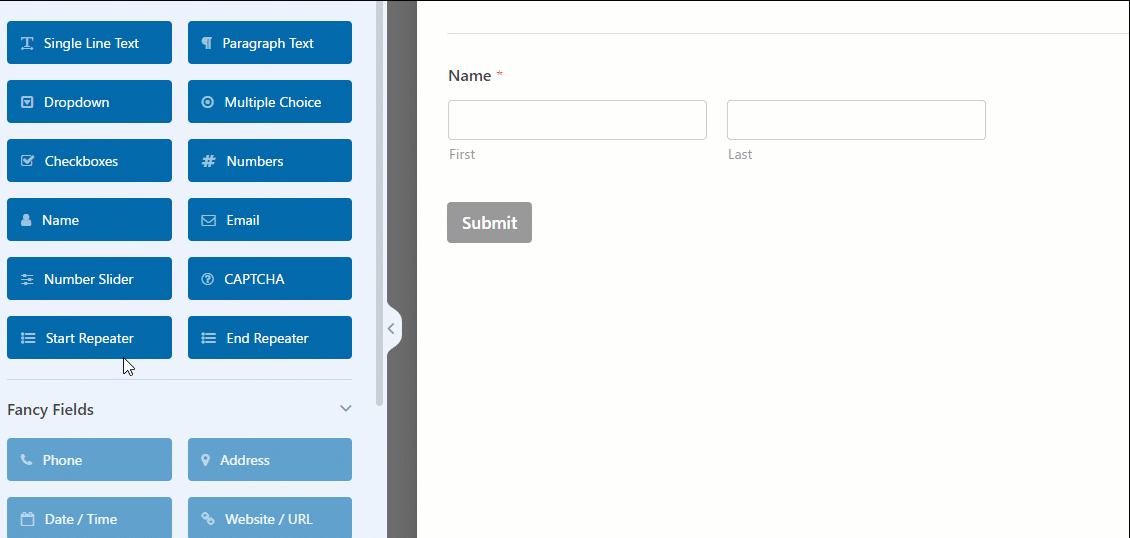 Single Line Text
Paragraph Text
Dropdown
Multiple Choice
Checkboxes
Numbers
Name
Email
Number Slider
CAPTCHA
Start Repeater
End Repeater
Fancy Fields
Phone
Address
Date / Time
Website / URL
Name *
First
Last
Submit